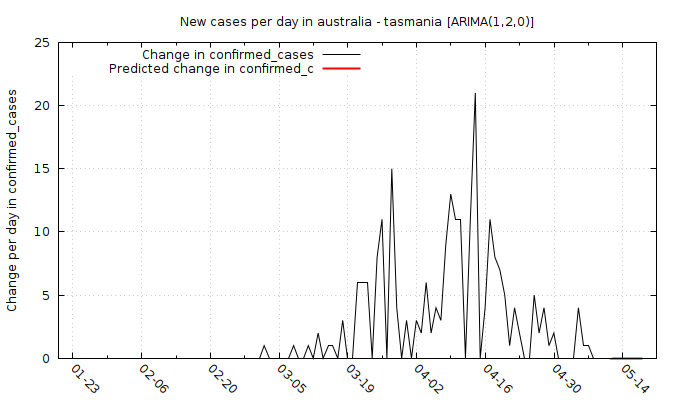 New cases per day in australia - tasmania [ARIMA(1,2,0)]
Change in confirmed_cases
Predicted change in confirmed_c
Change per day in confirmed_cases
25
20
15
10
5
0
01-23 02-06 02-20 03-05 03-19 04-02 04-16 04-30 05-14